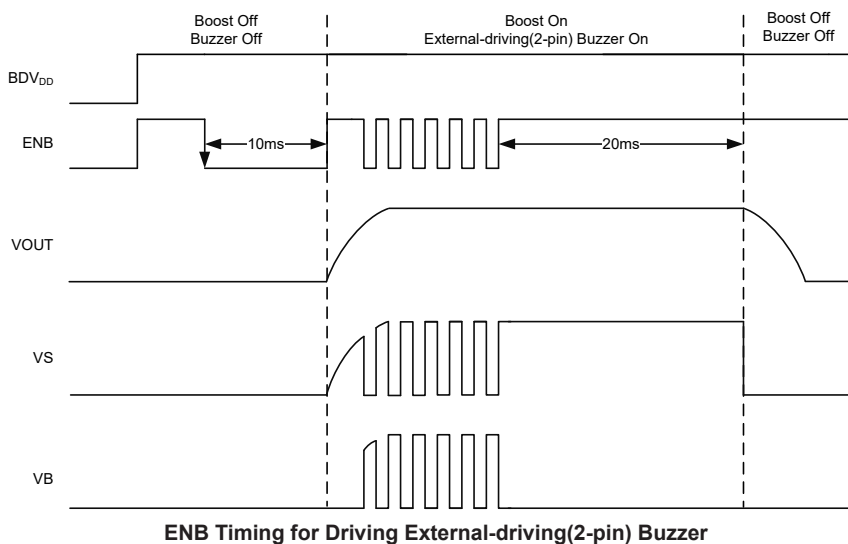 Boost Off
Buzzer Off
Boost On
External-driving(2-pin) Buzzer On
Boost Off
Buzzer Off
BDVDD
ENB
10ms
20ms
VOUT
VS
VB
ENB Timing for Driving External-driving(2-pin) Buzzer